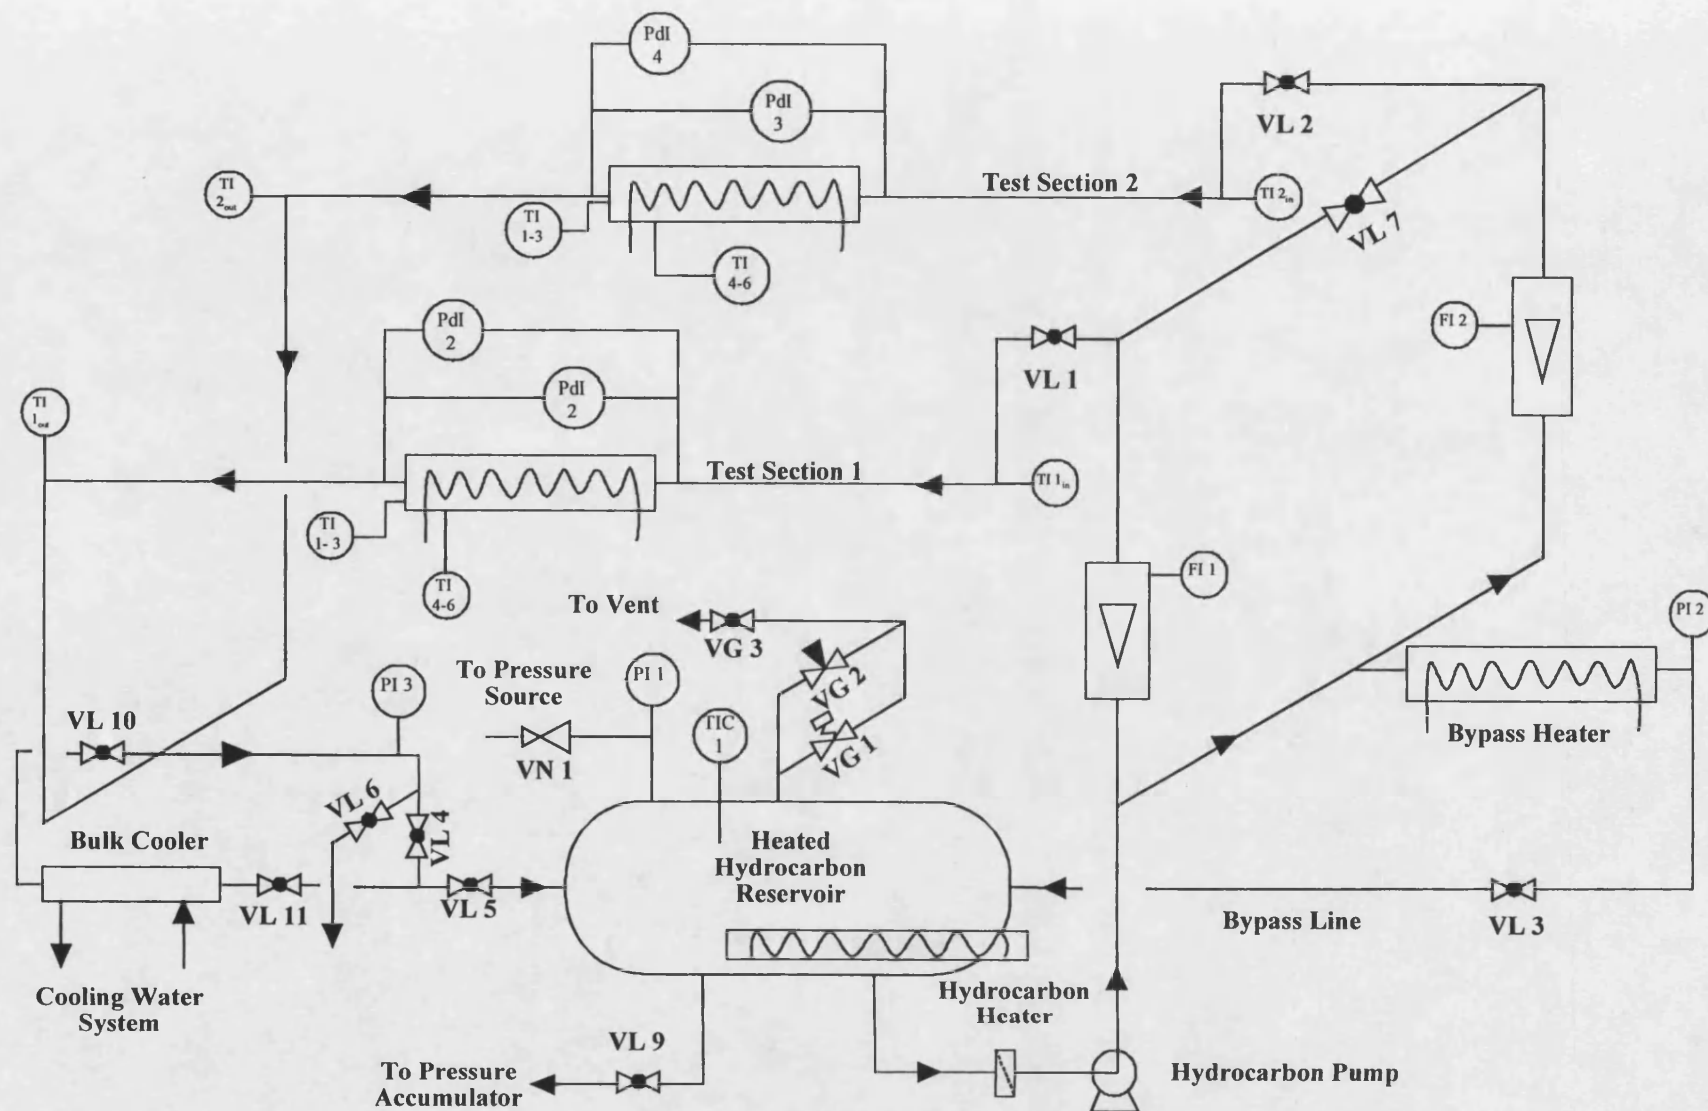 PdI
4
PdI
3
VL 2
TI
2out
Test Section 2
TI 2in
TI
1-3
VL 7
TI
4-6
PdI
2
FI 2
VL 1
PdI
2
TI
1out
Test Section 1
TI 1in
TI
1- 3
TI
4-6
FI 1
To Vent
VG 3
PI 2
To Pressure
Source
PI 1
PI 3
VG 2
VL 10
TIC
1
Bypass Heater
VN 1
VG 1
VL 6
Bulk Cooler
VL 4
Heated
Hydrocarbon
Reservoir
VL 11
VL 5
Bypass Line
VL 3
Cooling Water
System
Hydrocarbon
Heater
VL 9
To Pressure
Accumulator
Hydrocarbon Pump